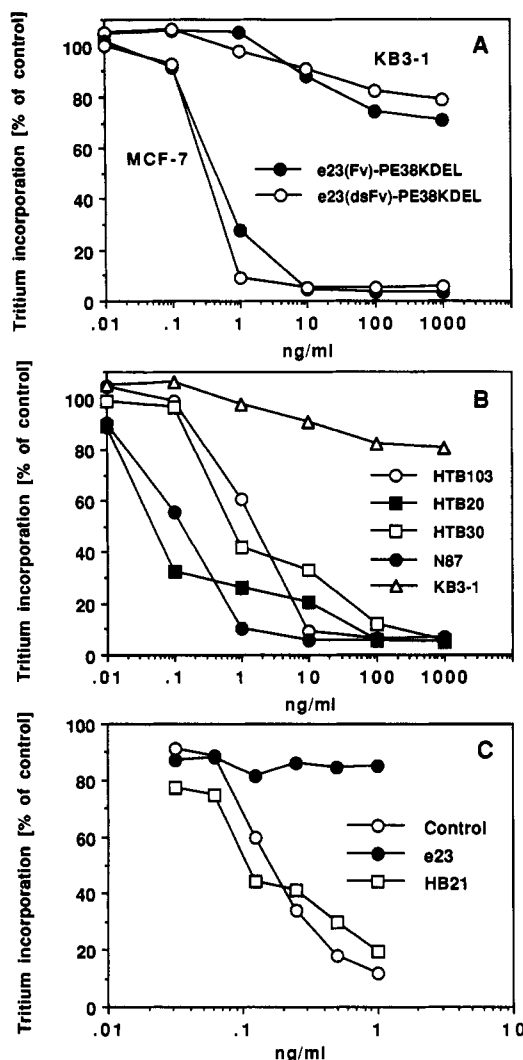 A
Tritium incorporation [% of control]
100
80
60
40
20
0
KB3-1
MCF-7
e23(Fv)-PE38KDEL
e23(dsFv)-PE38KDEL
.01 .1 1 10 100 1000
ng/ml
B
Tritium incorporation [% of control]
100
80
60
40
20
0
HTB103
HTB20
HTB30
N87
KB3-1
.01 .1 1 10 100 1000
ng/ml
C
Tritium incorporation [% of control]
100
80
60
40
20
0
Control
e23
HB21
.01 .1 1 10
ng/ml